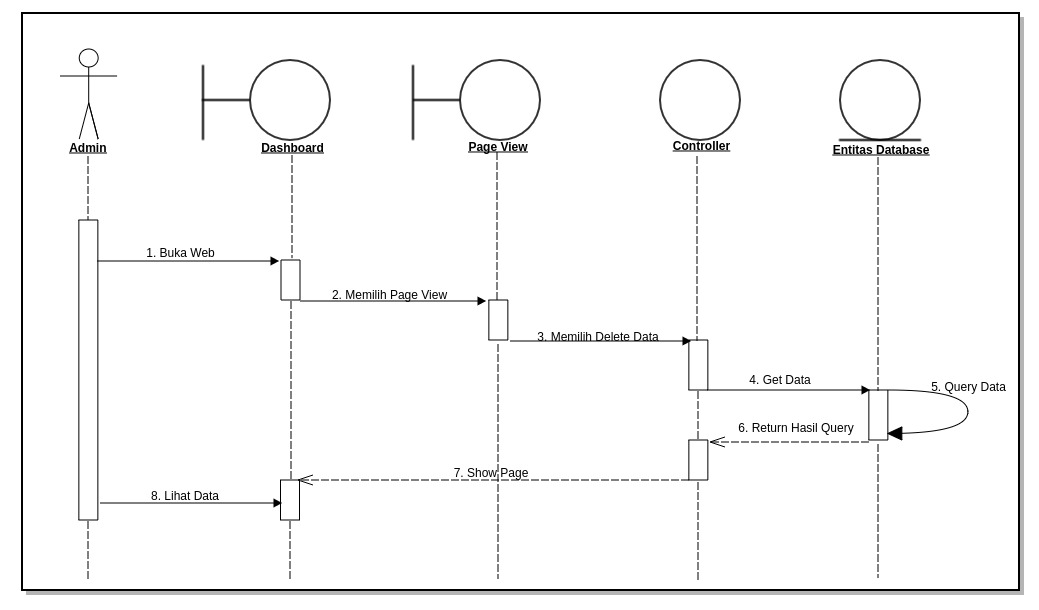 Admin
Dashboard
Page View
Controller
Entitas Database
1. Buka Web
2. Memilih Page View
3. Memilih Delete Data
4. Get Data
5. Query Data
6. Return Hasil Query
7. Show Page
8. Lihat Data